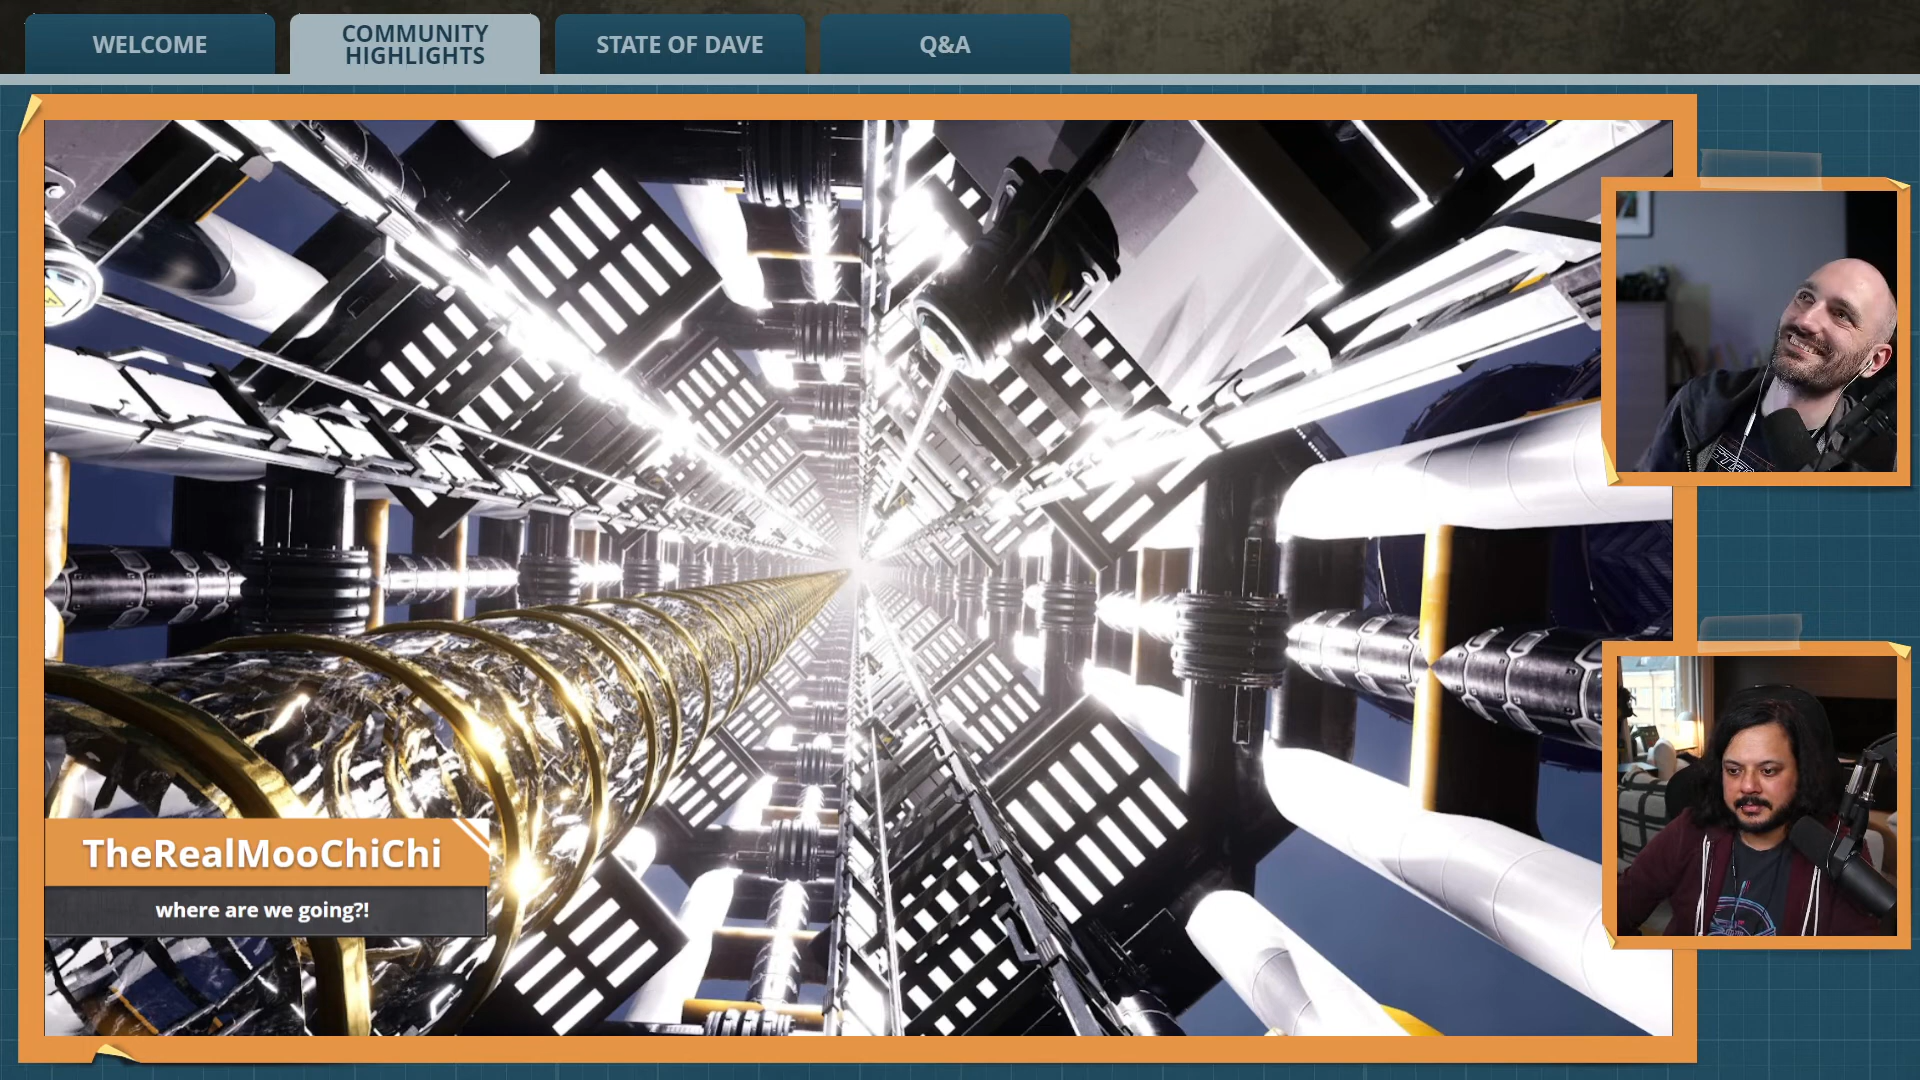 WELCOME
COMMUNITY
HIGHLIGHTS
STATE OF DAVE
Q&A
TheRealMooChiChi
where are we going?!